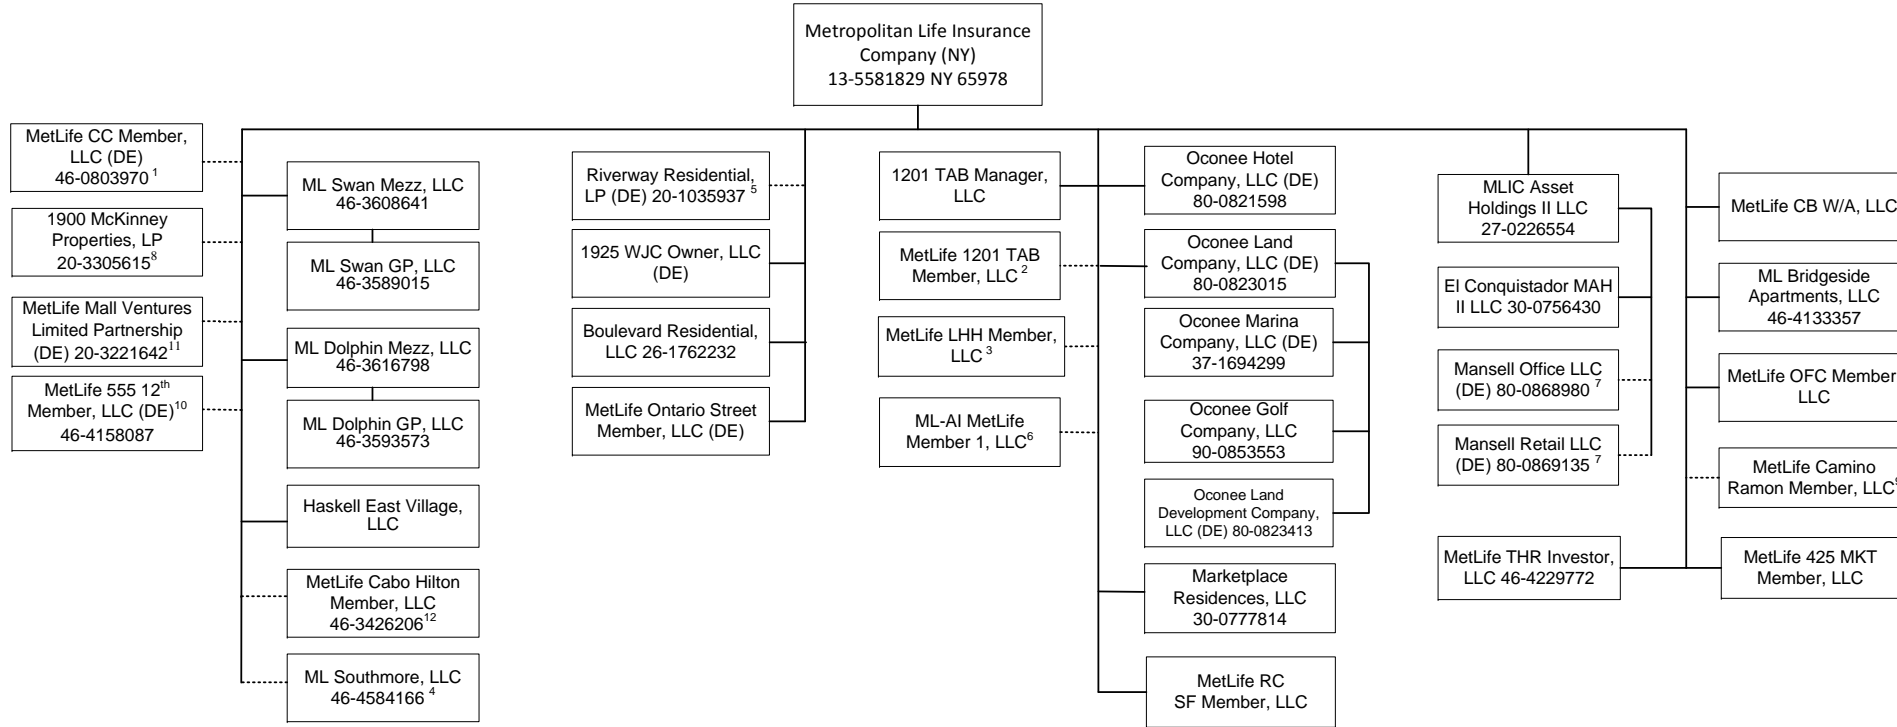 Metropolitan Life Insurance
Company (NY)
13-5581829 NY 65978
MetLife CC Member,
LLC (DE)
46-0803970 1
1900 McKinney
Properties, LP
20-3305615 8
MetLife Mall Ventures
Limited Partnership
(DE) 20-3221642 11
MetLife 555 12th
Member, LLC (DE) 10
46-4158087
ML Swan Mezz, LLC
46-3608641
ML Swan GP, LLC
46-3589015
ML Dolphin Mezz, LLC
46-3616798
ML Dolphin GP, LLC
46-3593573
Haskell East Village,
LLC
MetLife Cabo Hilton
Member, LLC
46-3426206 12
ML Southmore, LLC
46-4584166 4
Riverway Residential,
LP (DE) 20-1035937 5
1925 WJC Owner, LLC
(DE)
Boulevard Residential,
LLC 26-1762232
MetLife Ontario Street
Member, LLC (DE)
1201 TAB Manager,
LLC
MetLife 1201 TAB
Member, LLC 2
MetLife LHH Member,
LLC 3
ML-AI MetLife
Member 1, LLC 6
Oconee Hotel
Company, LLC (DE)
80-0821598
Oconee Land
Company, LLC (DE)
80-0823015
Oconee Marina
Company, LLC (DE)
37-1694299
Oconee Golf
Company, LLC
90-0853553
Oconee Land
Development Company,
LLC (DE) 80-0823413
Marketplace
Residences, LLC
30-0777814
MetLife RC
SF Member, LLC
MLIC Asset
Holdings II LLC
27-0226554
El Conquistador MAH
II LLC 30-0756430
Mansell Office LLC
(DE) 80-0868980 7
Mansell Retail LLC
(DE) 80-0869135 7
MetLife THR Investor,
LLC 46-4229772
MetLife CB W/A, LLC
ML Bridgeside
Apartments, LLC
46-4133357
MetLife OFC Member
LLC
MetLife Camino
Ramon Member, LLC 9
MetLife 425 MKT
Member, LLC